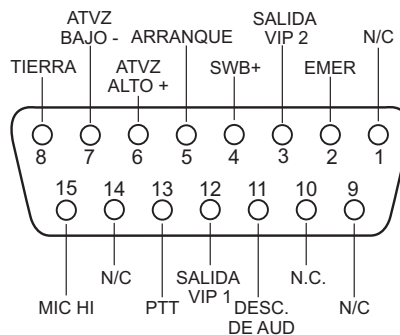 ATVZ
BAJO -
ARRANQUE
SALIDA
VIP 2
N/C
TIERRA
ATVZ
ALTO +
SWB+
EMER
8 7 6 5 4 3 2 1
15 14 13 12 11 10 9
N/C
SALIDA
VIP 1
N.C.
MIC HI
PTT
DESC.
DE AUD
N/C